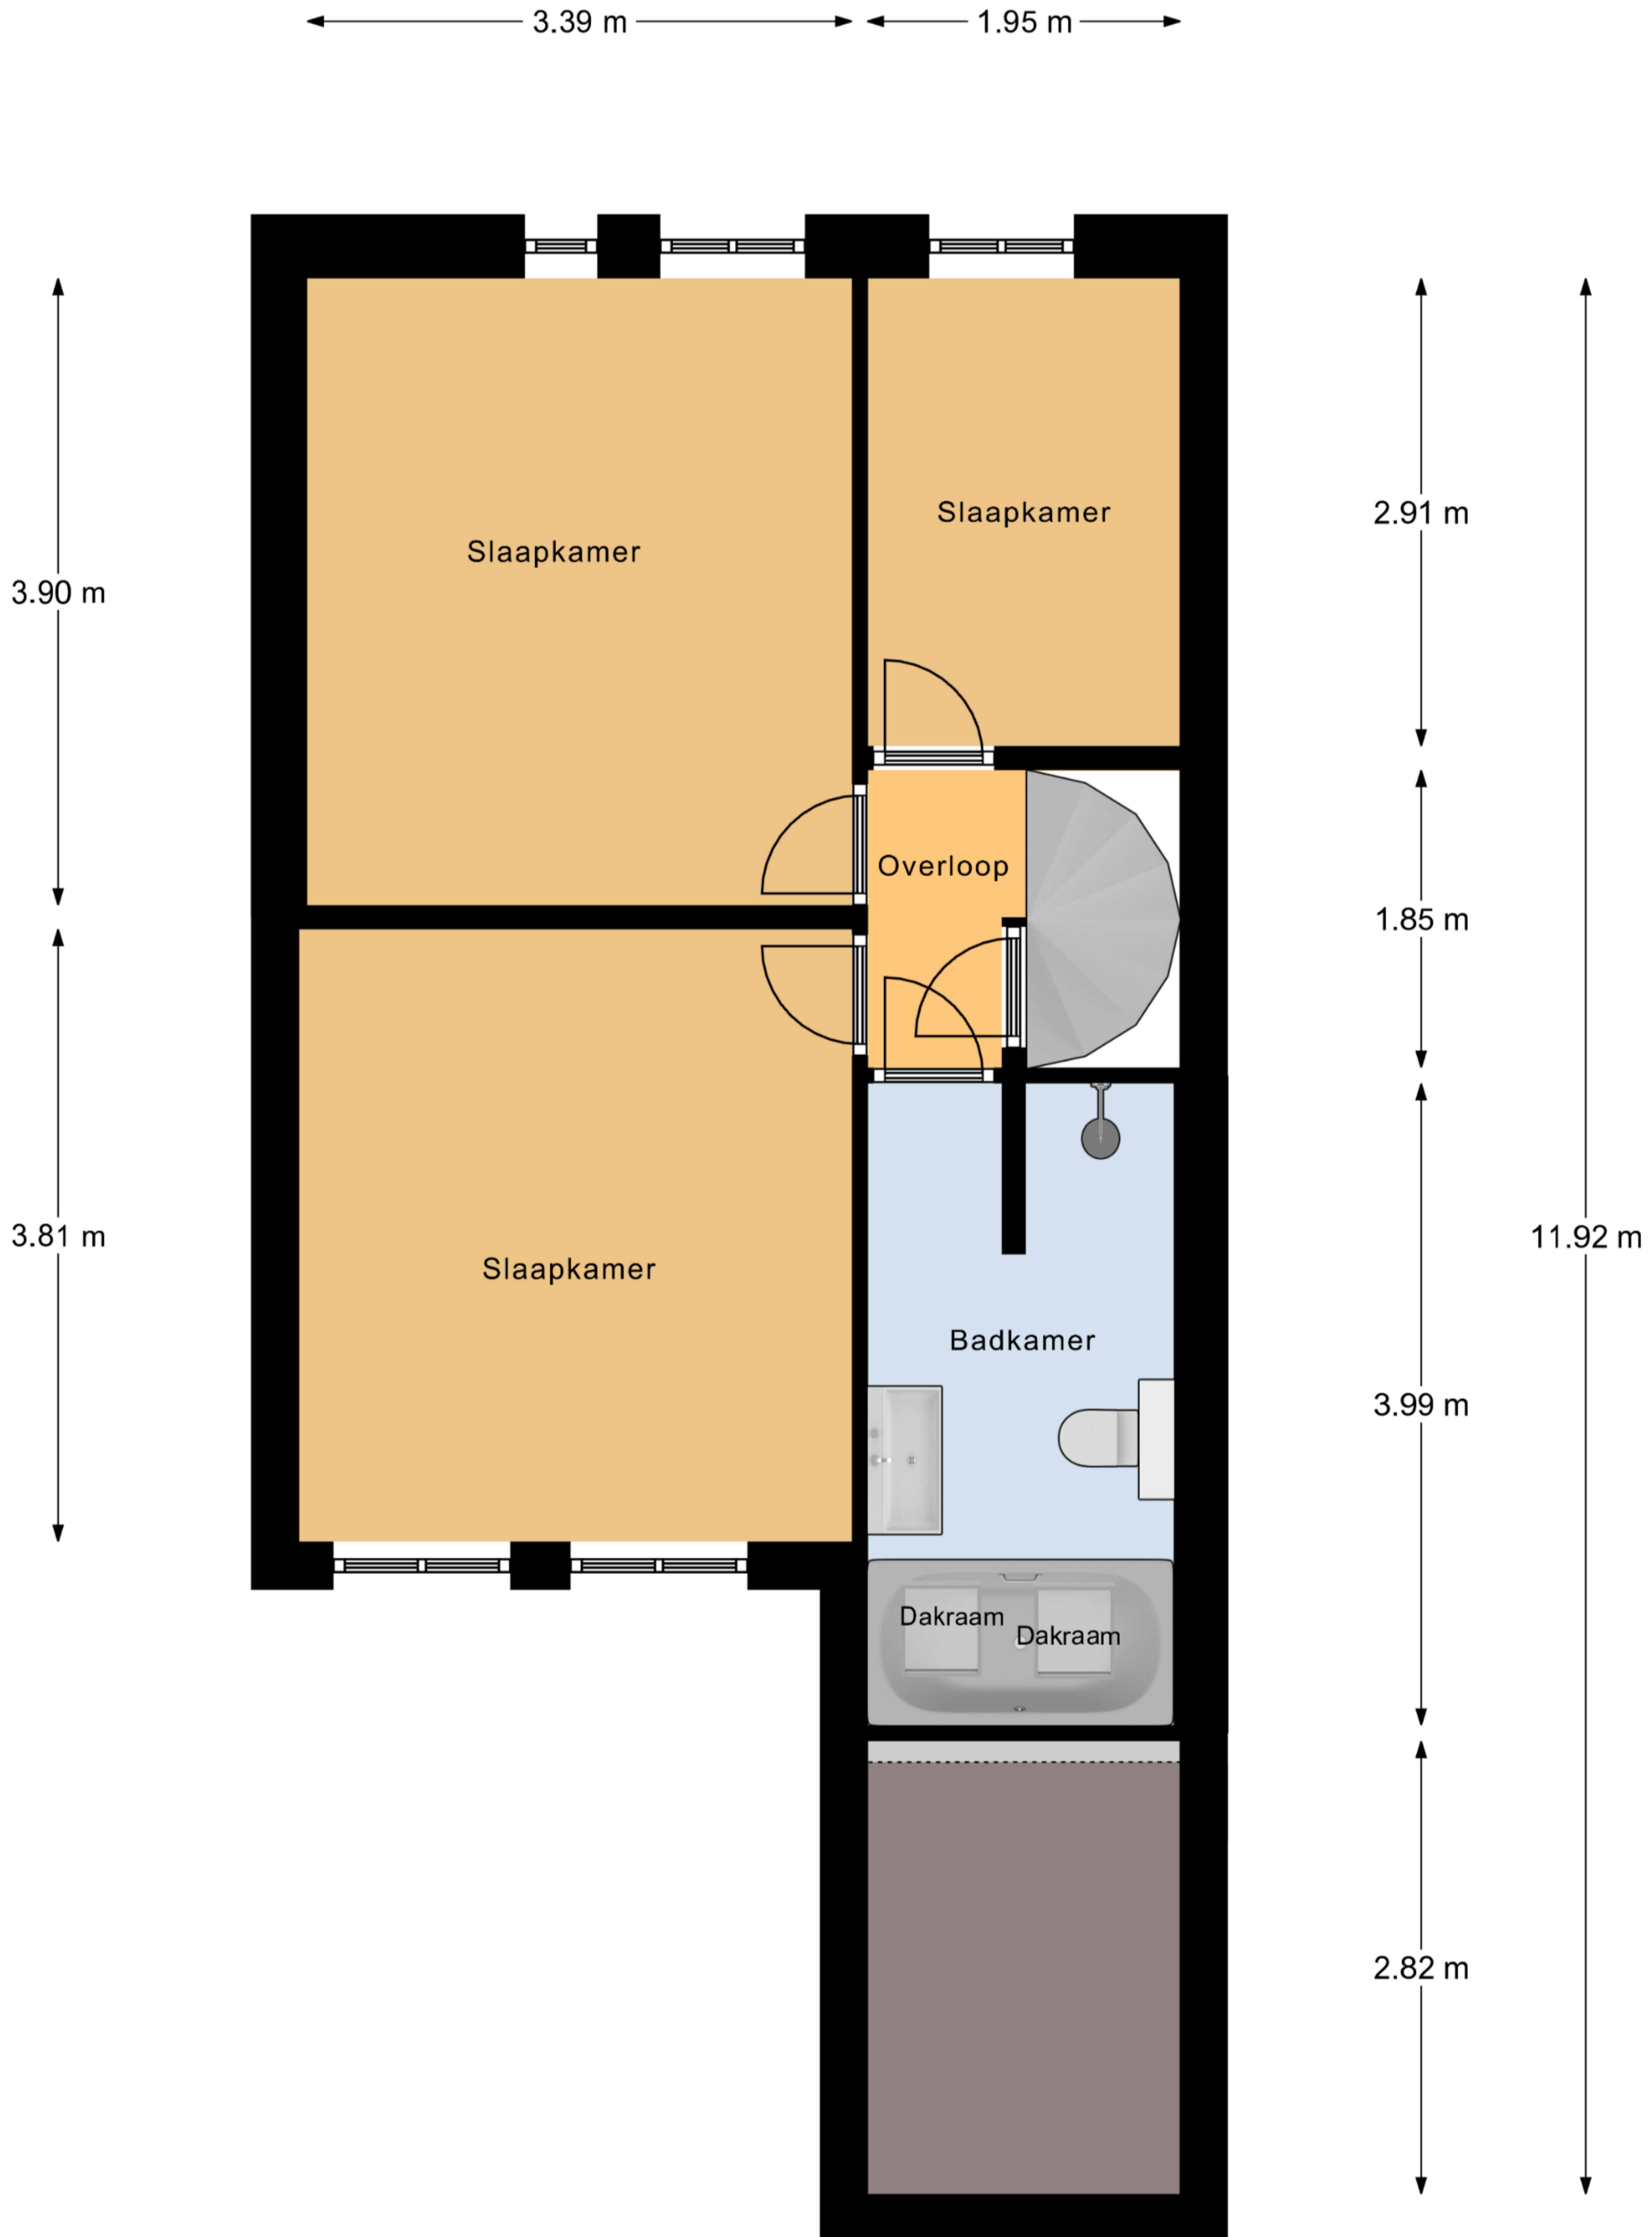 3.39 m
1.95 m
Slaapkamer
2.91 m
Slaapkamer
3.90 m
Overloop
1.85 m
3.81 m
11.92 m
Slaapkamer
Badkamer
3.99 m
Dakraam
Dakraam
2.82 m